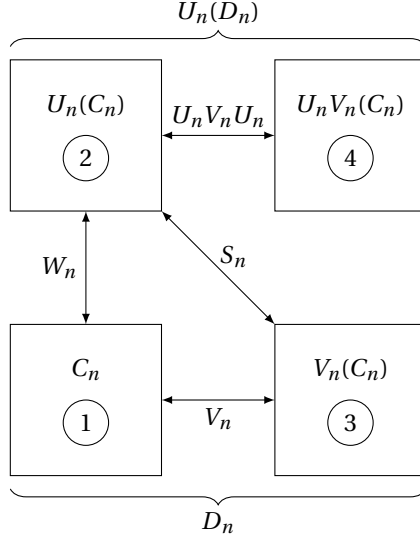 U_n(D_n)
U_n(C_n)
2
U_nV_nU_n
U_nV_n(C_n)
4
W_n
S_n
C_n
1
V_n
V_n(C_n)
3
D_n